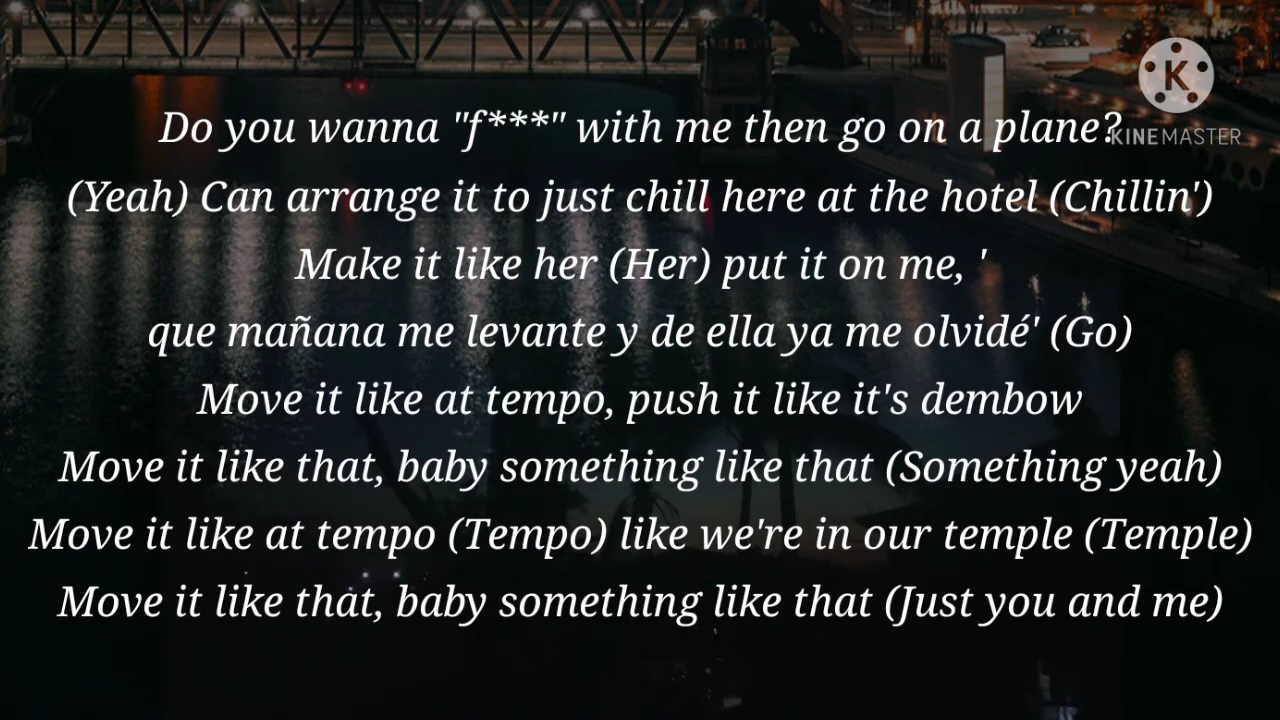 Do you wanna "f***" with me then go on a plane?
KINEMASTER
(Yeah) Can arrange it to just chill here at the hotel (Chillin')
Make it like her (Her) put it on me, '
que mañana me levante y de ella ya me olvidé' (Go)
Move it like at tempo, push it like it's dembow
Move it like that, baby something like that (Something yeah)
Move it like at tempo (Tempo) like we're in our temple (Temple)
Move it like that, baby something like that (Just you and me)